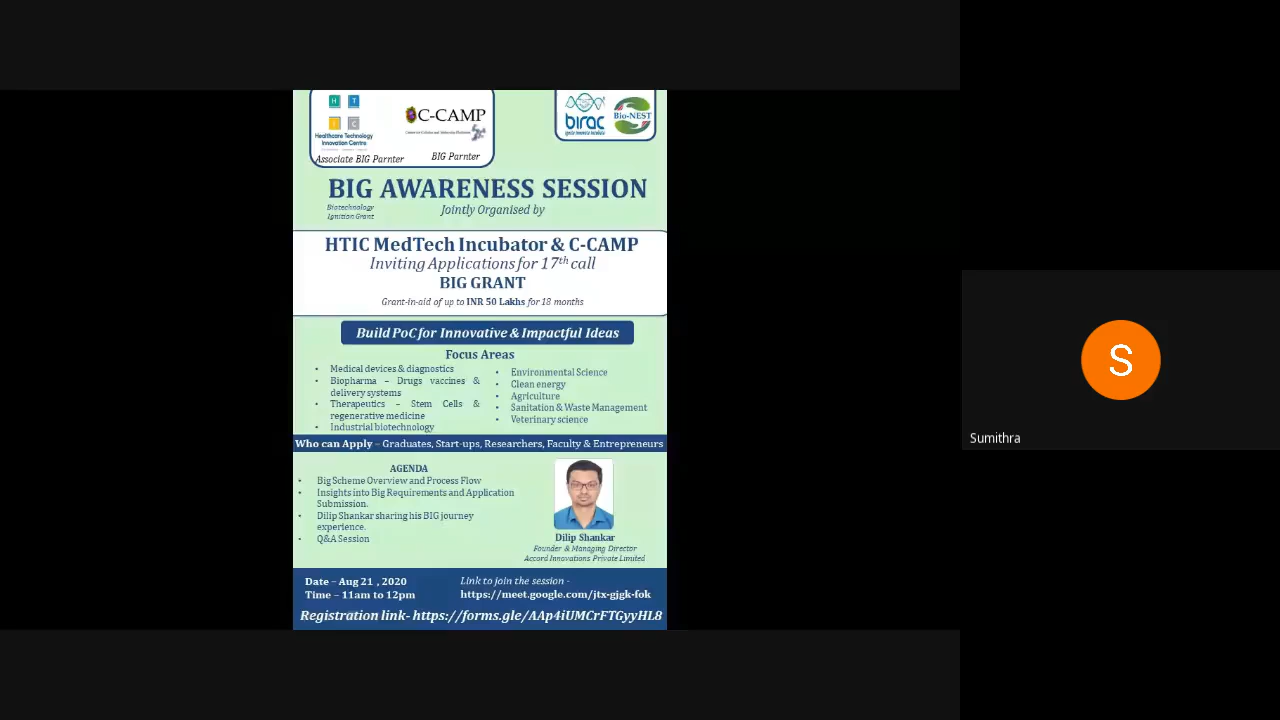 H T
I C
Healthcare Technology
Innovation Centre
C-CAMP
Associate BIG Parnter
BIG Parnter
birac
Bio-NEST
BIG AWARENESS SESSION
Biotechnology
Ignition Grant
Jointly Organised by
HTIC MedTech Incubator & C-CAMP
Inviting Applications for 17th call
BIG GRANT
Grant-in-aid of up to INR 50 Lakhs for 18 months
Build PoC for Innovative & Impactful Ideas
Focus Areas
• Medical devices & diagnostics
• Biopharma – Drugs vaccines &
delivery systems
• Therapeutics – Stem Cells &
regenerative medicine
• Industrial biotechnology
• Environmental Science
• Clean energy
• Agriculture
• Sanitation & Waste Management
• Veterinary science
Who can Apply – Graduates, Start-ups, Researchers, Faculty & Entrepreneurs
AGENDA
• Big Scheme Overview and Process Flow
• Insights into Big Requirements and Application
Submission.
• Dilip Shankar sharing his BIG journey
experience.
• Q&A Session
Dilip Shankar
Founder & Managing Director
Accord Innovations Private Limited
Date – Aug 21 , 2020
Time – 11am to 12pm
Link to join the session -
https://meet.google.com/jtx-gjgk-fok
Registration link- https://forms.gle/AAp4iUMCrFTGyyHL8
S
Sumithra